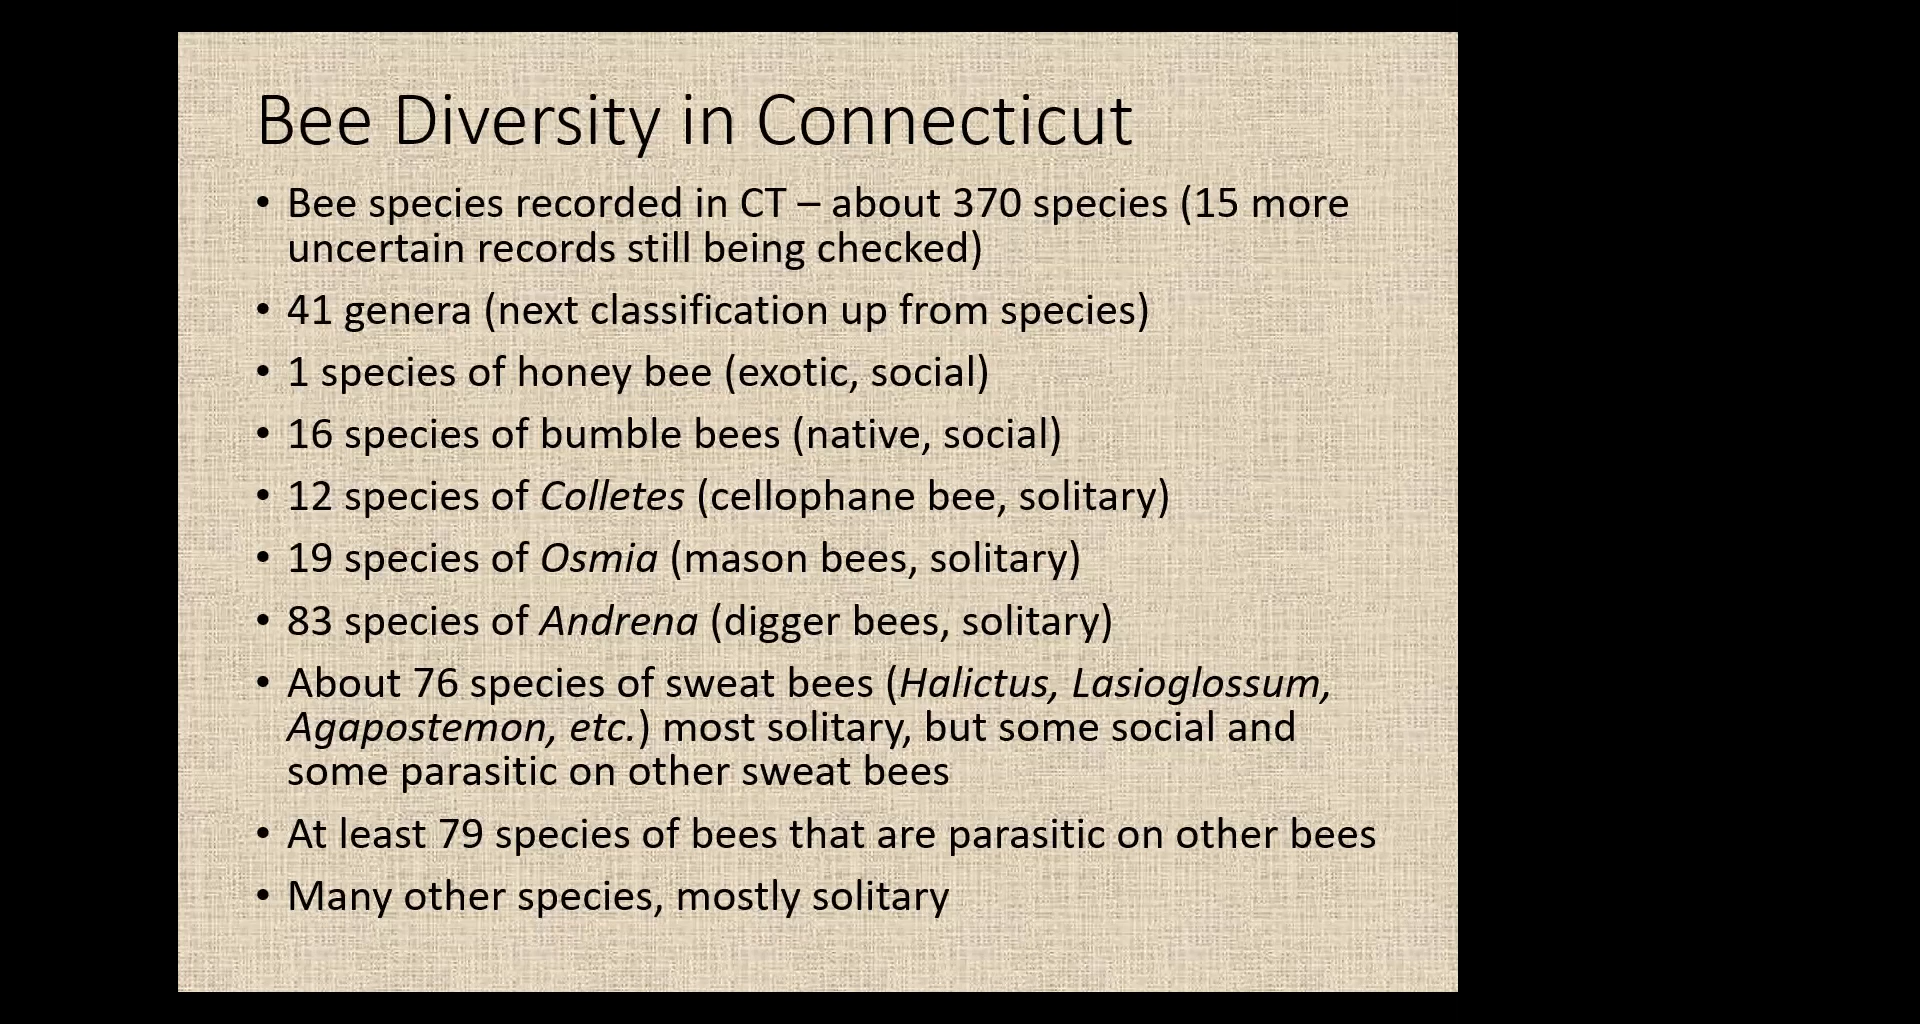 Bee Diversity in Connecticut
• Bee species recorded in CT – about 370 species (15 more
uncertain records still being checked)
• 41 genera (next classification up from species)
• 1 species of honey bee (exotic, social)
• 16 species of bumble bees (native, social)
• 12 species of Colletes (cellophane bee, solitary)
• 19 species of Osmia (mason bees, solitary)
• 83 species of Andrena (digger bees, solitary)
• About 76 species of sweat bees (Halictus, Lasioglossum,
Agapostemon, etc.) most solitary, but some social and
some parasitic on other sweat bees
• At least 79 species of bees that are parasitic on other bees
• Many other species, mostly solitary